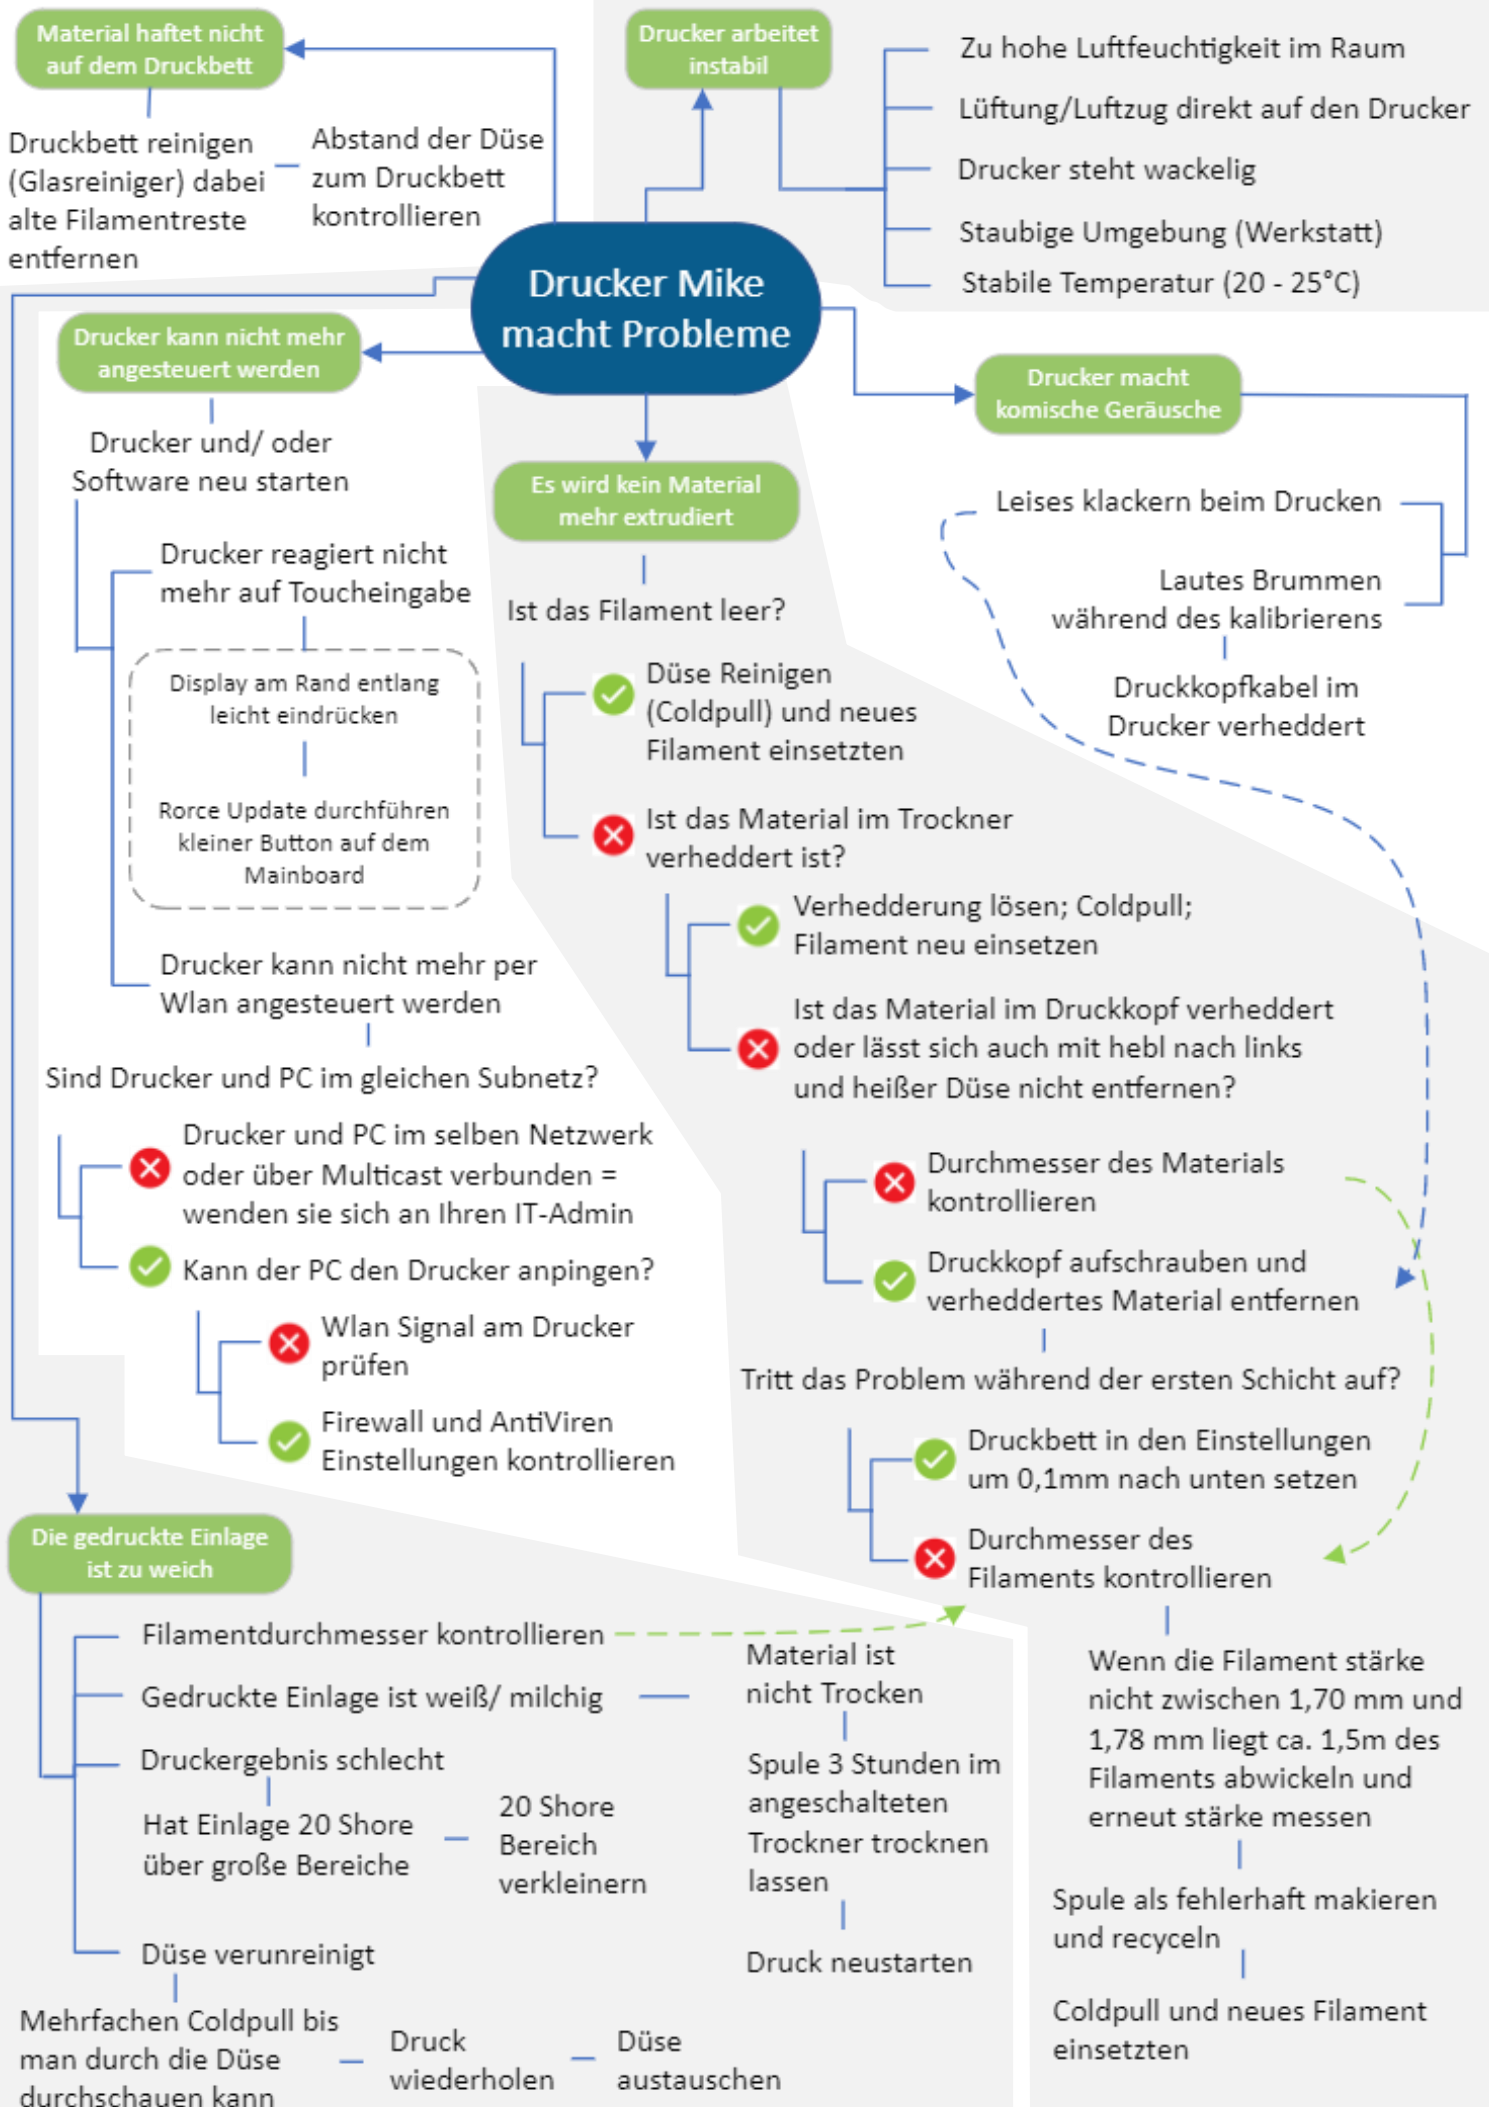 Material haftet nicht
auf dem Druckbett
Druckbett reinigen
(Glasreiniger) dabei
alte Filamentreste
entfernen
Abstand der Düse
zum Druckbett
kontrollieren
Drucker arbeitet
instabil
Zu hohe Luftfeuchtigkeit im Raum
Lüftung/Luftzug direkt auf den Drucker
Drucker steht wackelig
Staubige Umgebung (Werkstatt)
Stabile Temperatur (20 - 25°C)
Drucker Mike
macht Probleme
Drucker kann nicht mehr
angesteuert werden
Drucker und/ oder
Software neu starten
Drucker reagiert nicht
mehr auf Toucheingabe
Display am Rand entlang
leicht eindrücken
Rorce Update durchführen
kleiner Button auf dem
Mainboard
Drucker kann nicht mehr per
Wlan angesteuert werden
Sind Drucker und PC im gleichen Subnetz?
Drucker und PC im selben Netzwerk
oder über Multicast verbunden =
wenden sie sich an Ihren IT-Admin
Kann der PC den Drucker anpingen?
Wlan Signal am Drucker
prüfen
Firewall und AntiViren
Einstellungen kontrollieren
Drucker macht
komische Geräusche
Leises klackern beim Drucken
Lautes Brummen
während des kalibrierens
Druckkopfkabel im
Drucker verheddert
Es wird kein Material
mehr extrudiert
Ist das Filament leer?
Düse Reinigen
(Coldpull) und neues
Filament einsetzten
Ist das Material im Trockner
verheddert ist?
Verhedderung lösen; Coldpull;
Filament neu einsetzen
Ist das Material im Druckkopf verheddert
oder lässt sich auch mit hebl nach links
und heißer Düse nicht entfernen?
Durchmesser des Materials
kontrollieren
Druckkopf aufschrauben und
verheddertes Material entfernen
Tritt das Problem während der ersten Schicht auf?
Druckbett in den Einstellungen
um 0,1mm nach unten setzen
Durchmesser des
Filaments kontrollieren
Wenn die Filament stärke
nicht zwischen 1,70 mm und
1,78 mm liegt ca. 1,5m des
Filaments abwickeln und
erneut stärke messen
Spule als fehlerhaft makieren
und recyceln
Coldpull und neues Filament
einsetzten
Die gedruckte Einlage
ist zu weich
Filamentdurchmesser kontrollieren
Gedruckte Einlage ist weiß/ milchig
Material ist
nicht Trocken
Spule 3 Stunden im
angeschalteten
Trockner trocknen
lassen
Druck neustarten
Druckergebnis schlecht
Hat Einlage 20 Shore
über große Bereiche
20 Shore
Bereich
verkleinern
Düse verunreinigt
Mehrfachen Coldpull bis
man durch die Düse
durchschauen kann
Druck
wiederholen
Düse
austauschen